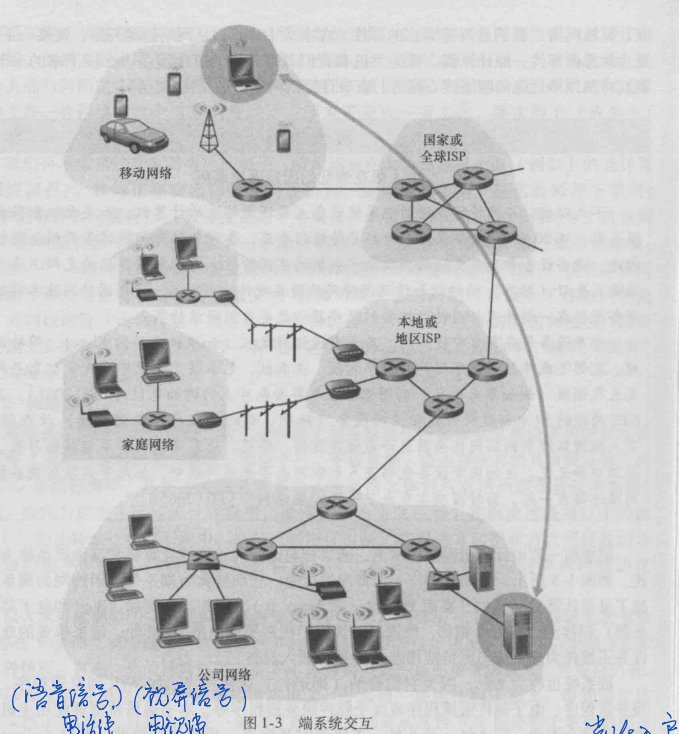 移动网络
国家或
全球ISP
本地或
地区ISP
家庭网络
公司网络
(语音信号) (视屏信号)
电话线 电视线
图 1-3 端系统交互